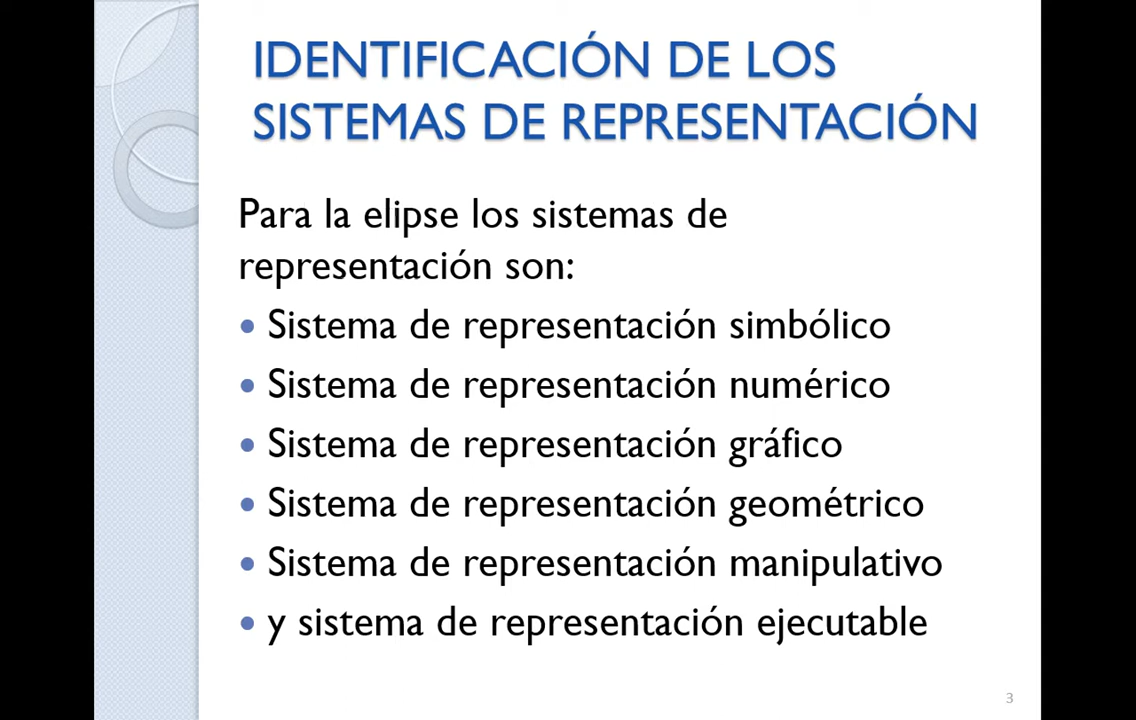 IDENTIFICACIÓN DE LOS
SISTEMAS DE REPRESENTACIÓN
Para la elipse los sistemas de
representación son:
• Sistema de representación simbólico
• Sistema de representación numérico
• Sistema de representación gráfico
• Sistema de representación geométrico
• Sistema de representación manipulativo
• y sistema de representación ejecutable
3